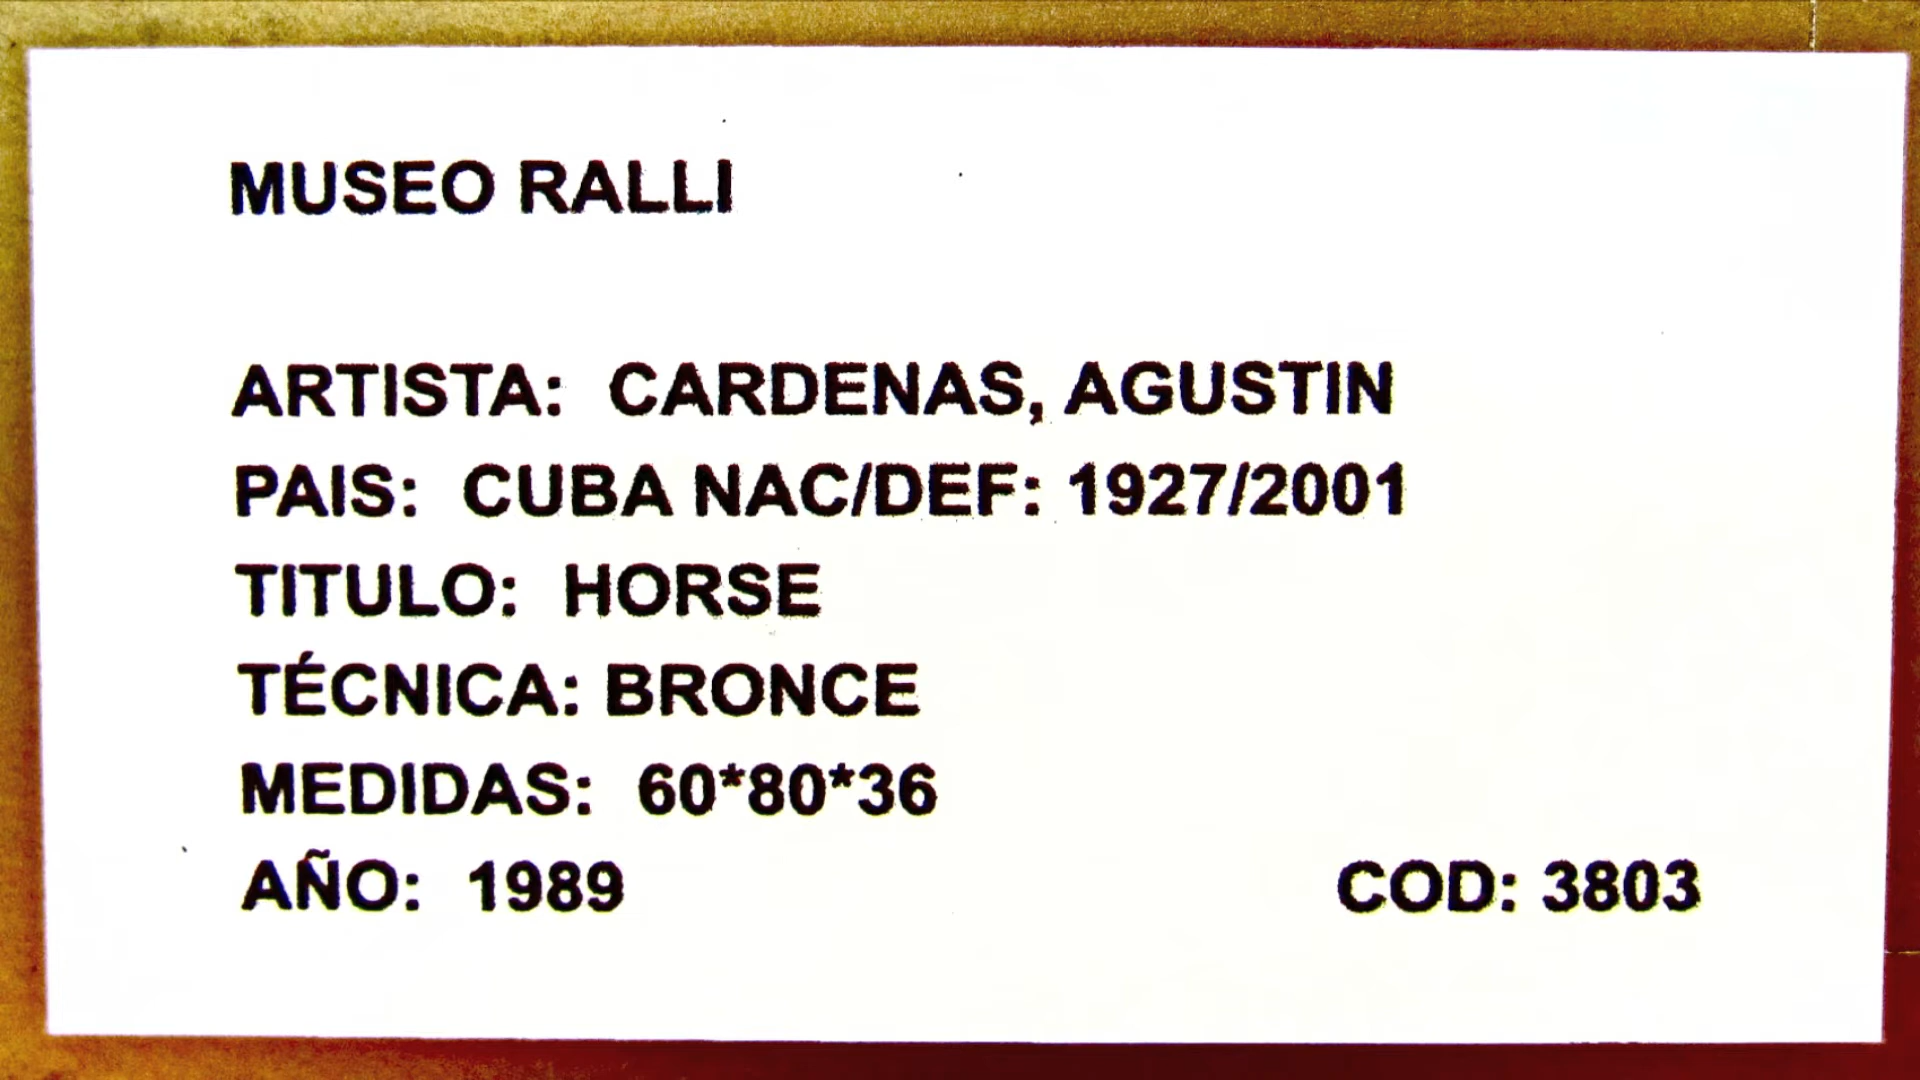 MUSEO RALLI
ARTISTA: CARDENAS, AGUSTIN
PAIS: CUBA NAC/DEF: 1927/2001
TITULO: HORSE
TÉCNICA: BRONCE
MEDIDAS: 60*80*36
AÑO: 1989 COD: 3803